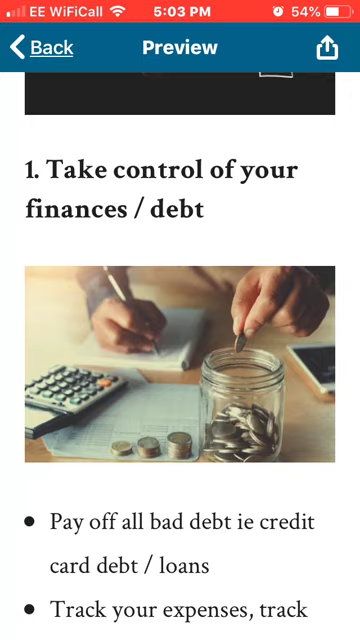 EE WiFiCall 5:03 PM 54%
Back Preview
1. Take control of your
finances / debt
Pay off all bad debt ie credit
card debt / loans
Track your expenses, track